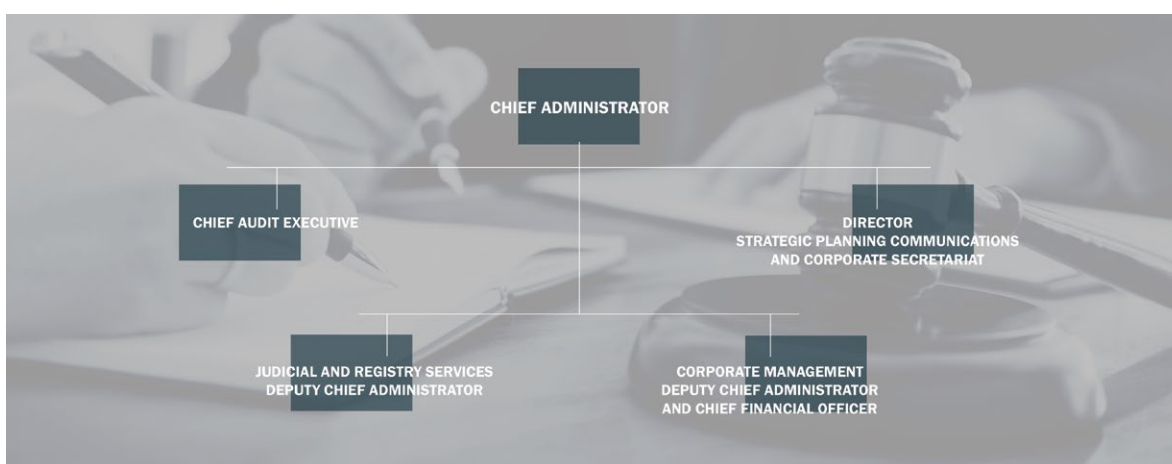 CHIEF ADMINISTRATOR
CHIEF AUDIT EXECUTIVE
DIRECTOR
STRATEGIC PLANNING COMMUNICATIONS
AND CORPORATE SECRETARIAT
JUDICIAL AND REGISTRY SERVICES
DEPUTY CHIEF ADMINISTRATOR
CORPORATE MANAGEMENT
DEPUTY CHIEF ADMINISTRATOR
AND CHIEF FINANCIAL OFFICER